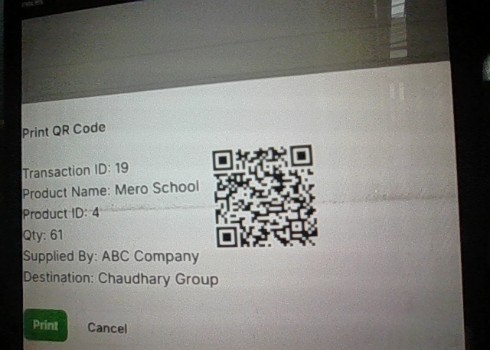 Print QR Code
Transaction ID: 19
Product Name: Mero School
Product ID: 4
Qty: 61
Supplied By: ABC Company
Destination: Chaudhary Group
Print Cancel